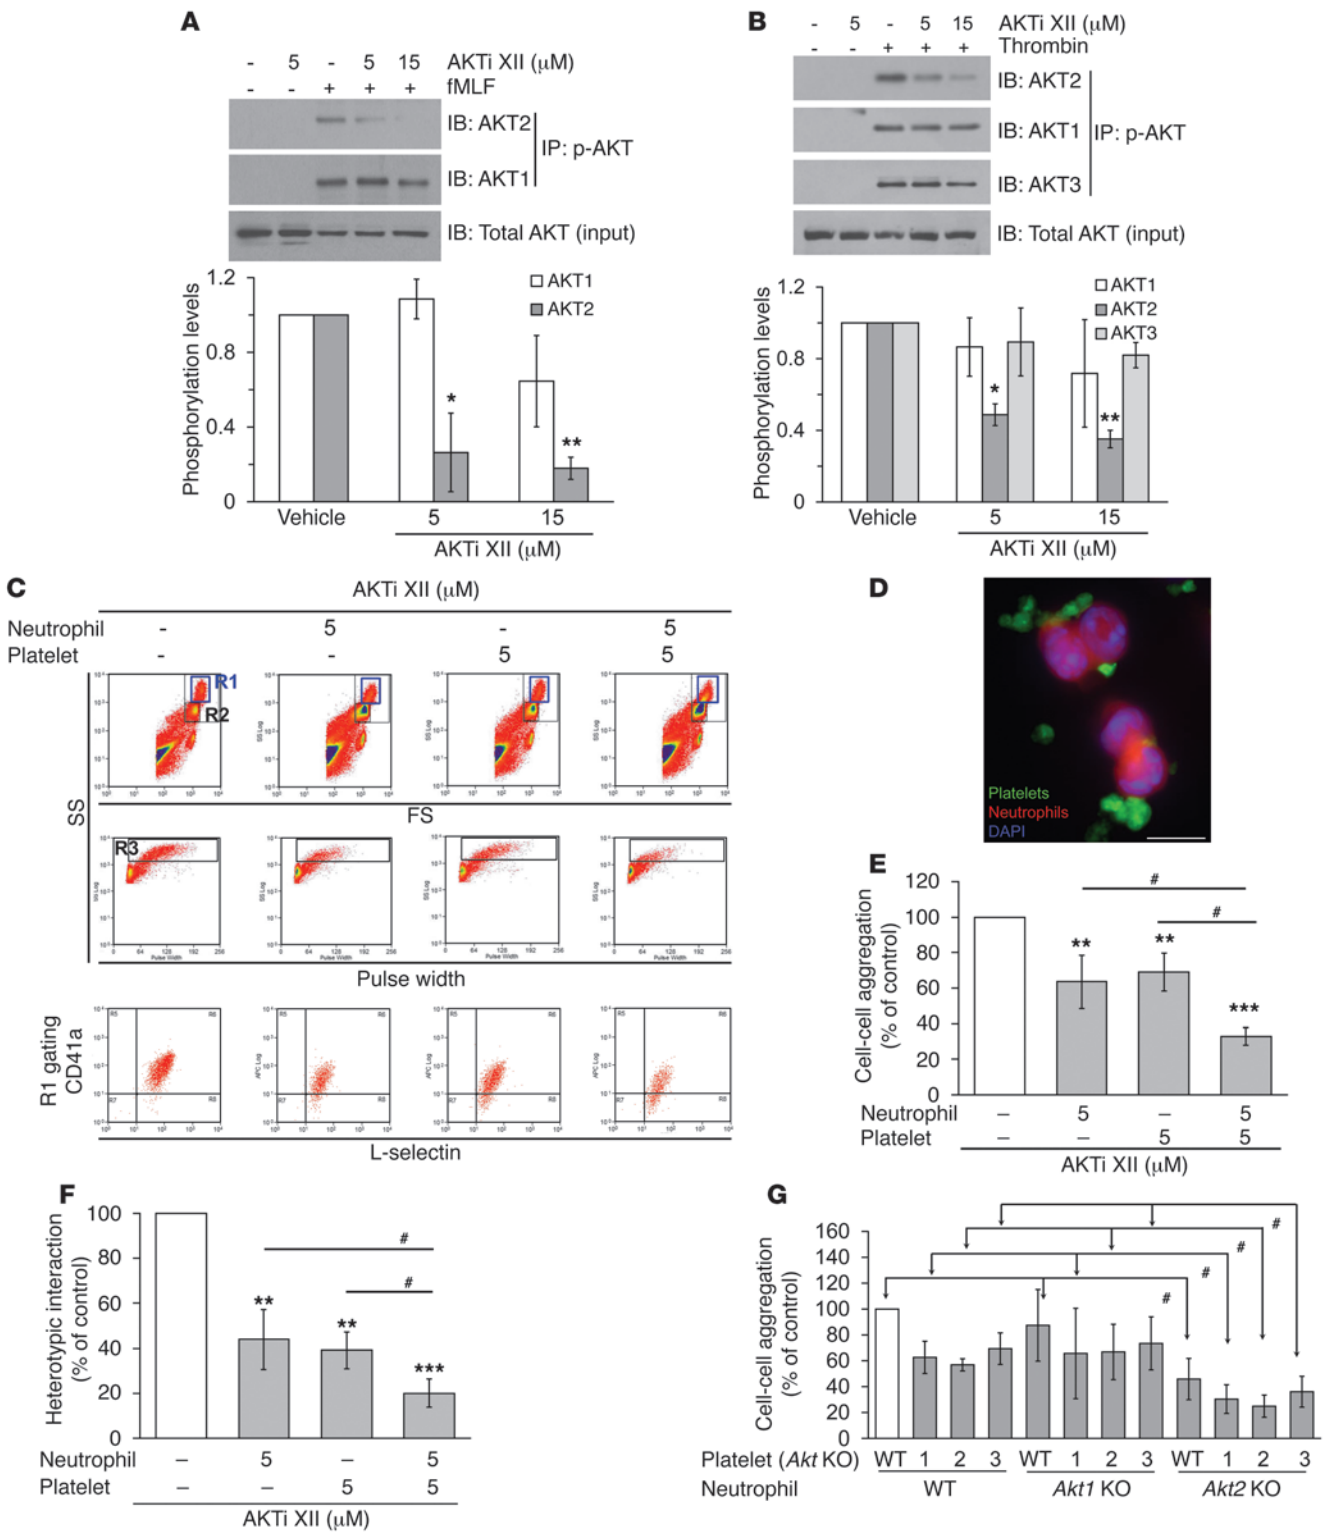 A
- 5 - 5 15 AKTi XII (μM)
- - + + + fMLF
IB: AKT2
IP: p-AKT
IB: AKT1
IB: Total AKT (input)
Phosphorylation levels
1.2
0.8
0.4
0
AKT1
AKT2
*
**
Vehicle 5 15
AKTi XII (μM)
B
- 5 - 5 15 AKTi XII (μM)
- - + + + Thrombin
IB: AKT2
IB: AKT1
IP: p-AKT
IB: AKT3
IB: Total AKT (input)
Phosphorylation levels
1.2
0.8
0.4
0
AKT1
AKT2
AKT3
*
**
Vehicle 5 15
AKTi XII (μM)
C
AKTi XII (μM)
Neutrophil - 5 - 5
Platelet - - 5 5
R1
R2
SS
FS
R3
Pulse width
R1 gating
CD41a
L-selectin
D
Platelets
Neutrophils
DAPI
E
Cell-cell aggregation
(% of control)
120
100
80
60
40
20
0
#
#
** ** ***
Neutrophil – 5 – 5
Platelet – – 5 5
AKTi XII (μM)
F
Heterotypic interaction
(% of control)
100
80
60
40
20
0
#
#
** ** ***
Neutrophil – 5 – 5
Platelet – – 5 5
AKTi XII (μM)
G
Cell-cell aggregation
(% of control)
160
140
120
100
80
60
40
20
0
#
#
#
#
Platelet (Akt KO) WT 1 2 3 WT 1 2 3 WT 1 2 3
Neutrophil WT Akt1 KO Akt2 KO